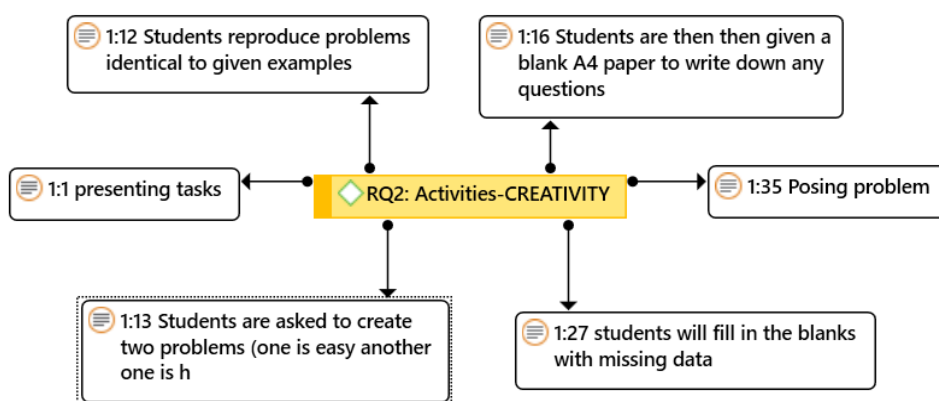 1:12 Students reproduce problems
identical to given examples
1:16 Students are then then given a
blank A4 paper to write down any
questions
1:1 presenting tasks
RQ2: Activities-CREATIVITY
1:35 Posing problem
1:13 Students are asked to create
two problems (one is easy another
one is h
1:27 students will fill in the blanks
with missing data